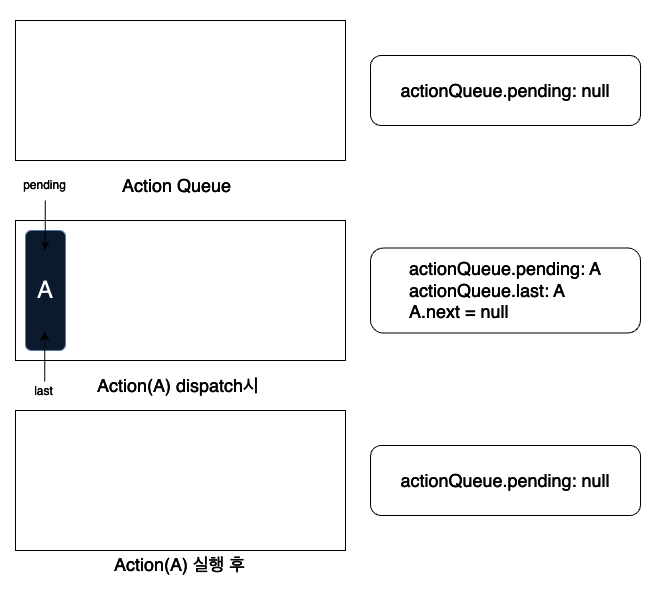 actionQueue.pending: null
Action Queue
pending
A
actionQueue.pending: A
actionQueue.last: A
A.next = null
last
Action(A) dispatch시
actionQueue.pending: null
Action(A) 실행 후